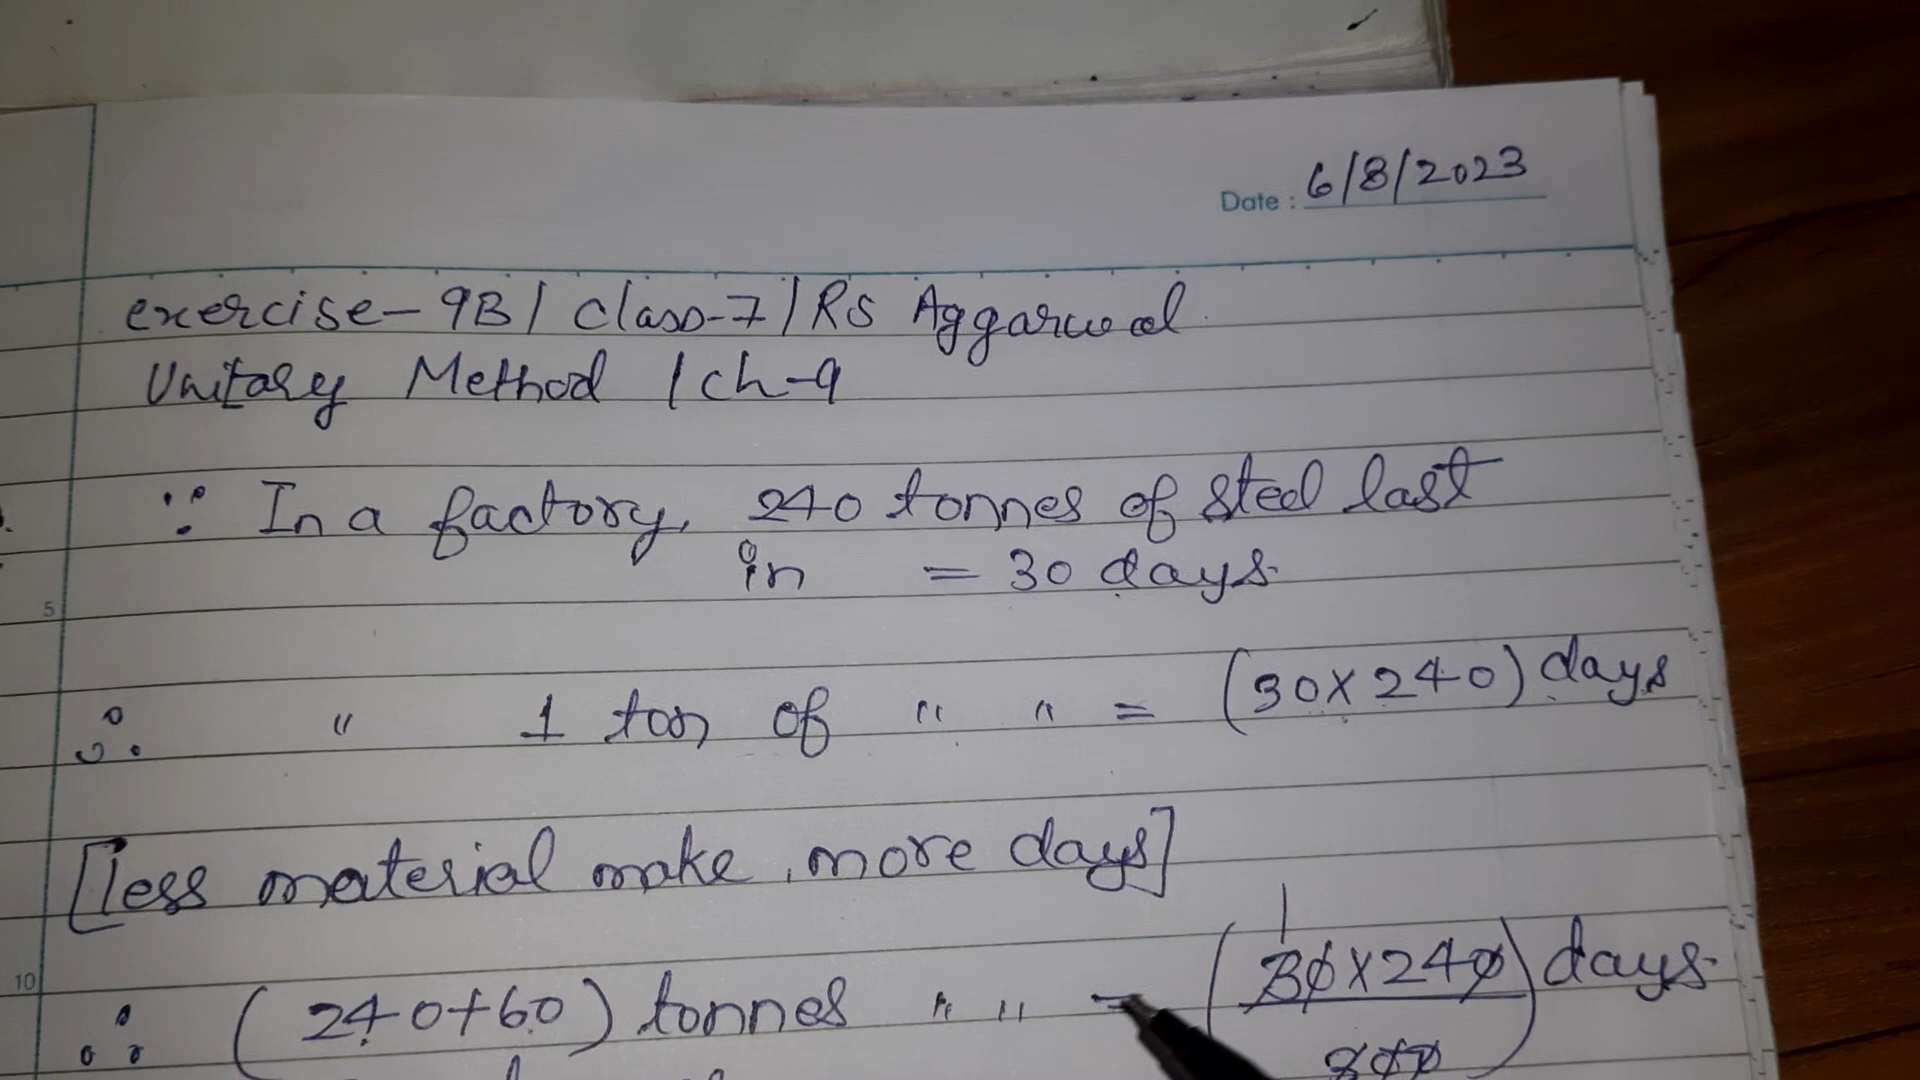 Date : 6/8/2023
exercise-9B/class-7/RS Aggarwal
Unitary Method / ch-9
∵ In a factory, 240 tonnes of steel last
in = 30 days.
5
∴ " 1 ton of " " = (30×240) days
[less material make more days]
10
∴ (240+60) tonnes " " = (30×240) days.
300